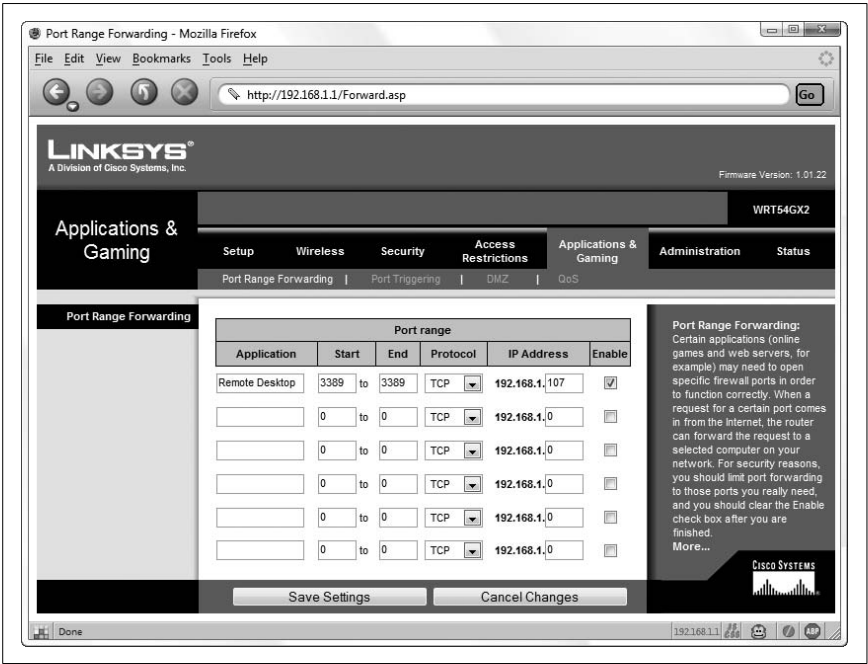 Port Range Forwarding - Mozilla Firefox
File Edit View Bookmarks Tools Help
http://192.168.1.1/Forward.asp
Go
LINKSYS®
A Division of Cisco Systems, Inc.
Firmware Version: 1.01.22
WRT54GX2
Applications &
Gaming
Setup Wireless Security Access Restrictions Applications & Gaming Administration Status
Port Range Forwarding | Port Triggering | DMZ | QoS
Port Range Forwarding
Port range
Application Start End Protocol IP Address Enable
Remote Desktop 3389 to 3389 TCP 192.168.1.107
0 to 0 TCP 192.168.1.0
0 to 0 TCP 192.168.1.0
0 to 0 TCP 192.168.1.0
0 to 0 TCP 192.168.1.0
0 to 0 TCP 192.168.1.0
Port Range Forwarding:
Certain applications (online
games and web servers, for
example) may need to open
specific firewall ports in order
to function correctly. When a
request for a certain port comes
in from the Internet, the router
can forward the request to a
selected computer on your
network. For security reasons,
you should limit port forwarding
to those ports you really need,
and you should clear the Enable
check box after you are
finished.
More...
CISCO SYSTEMS
Save Settings Cancel Changes
Done
192.168.1.1
ABP